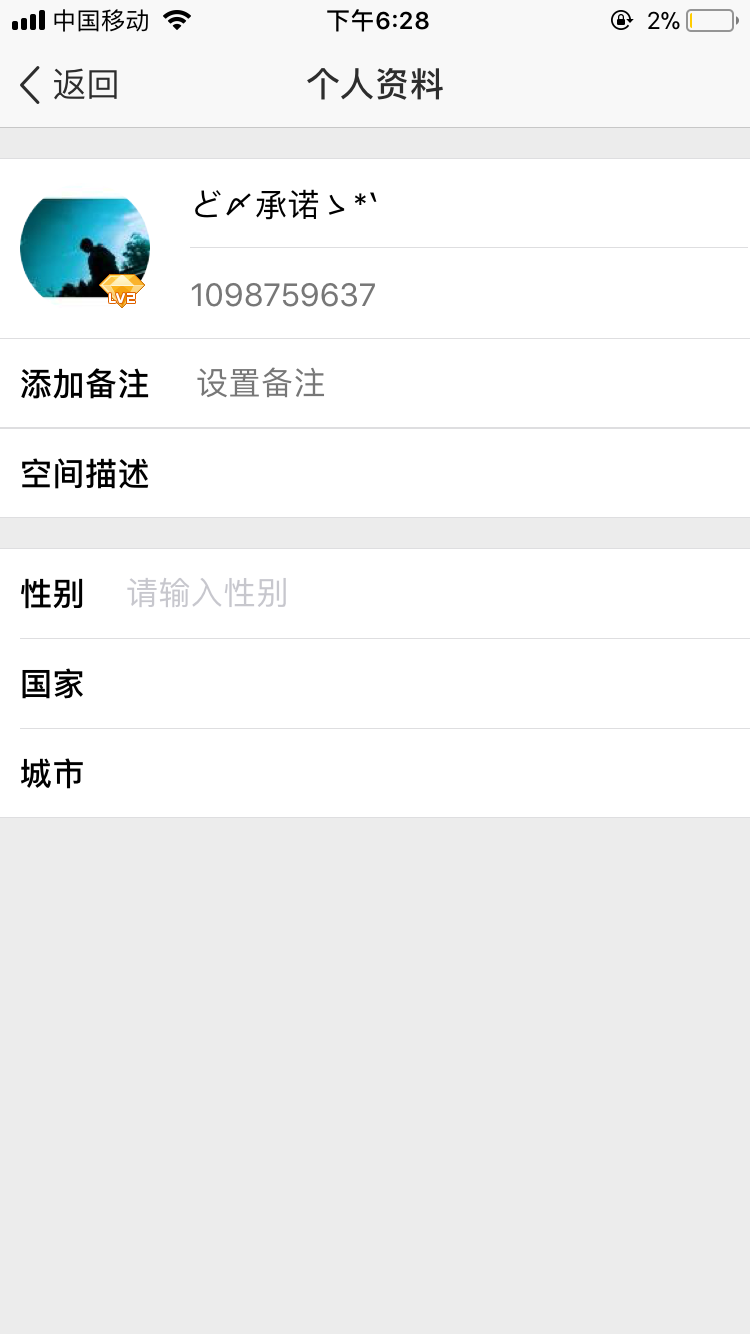 中国移动 下午6:28 2%
返回 个人资料
ど〆承诺ゝ*‵
LV2
1098759637
添加备注 设置备注
空间描述
性别 请输入性别
国家
城市